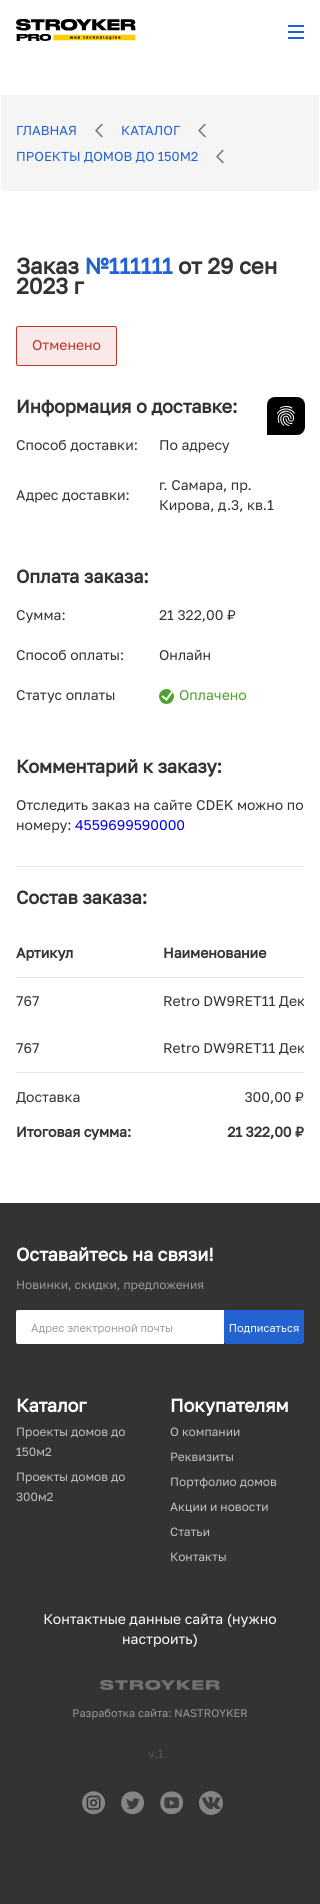 STROYKER
PRO web technologies
ГЛАВНАЯ КАТАЛОГ
ПРОЕКТЫ ДОМОВ ДО 150М2
Заказ №111111 от 29 сен
2023 г
Отменено
Информация о доставке:
Способ доставки: По адресу
Адрес доставки: г. Самара, пр.
Кирова, д.3, кв.1
Оплата заказа:
Сумма: 21 322,00 ₽
Способ оплаты: Онлайн
Статус оплаты Оплачено
Комментарий к заказу:
Отследить заказ на сайте CDEK можно по
номеру: 4559699590000
Состав заказа:
Артикул Наименование
767 Retro DW9RET11 Дек
767 Retro DW9RET11 Дек
Доставка 300,00 ₽
Итоговая сумма: 21 322,00 ₽
Оставайтесь на связи!
Новинки, скидки, предложения
Адрес электронной почты Подписаться
Каталог
Проекты домов до
150м2
Проекты домов до
300м2
Покупателям
О компании
Реквизиты
Портфолио домов
Акции и новости
Статьи
Контакты
Контактные данные сайта (нужно
настроить)
STROYKER
Разработка сайта: NASTROYKER
v.1.